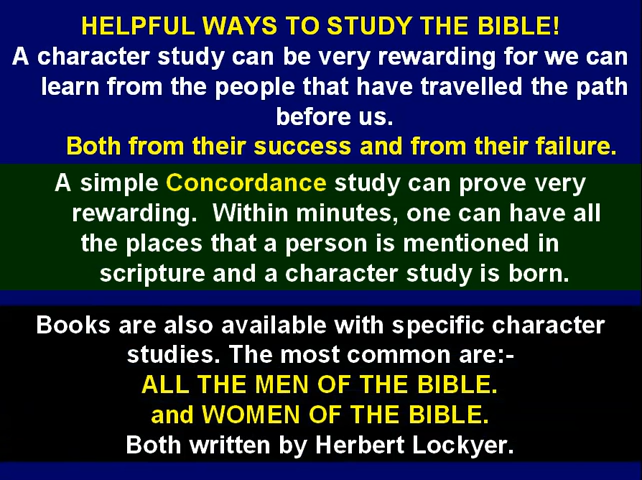 HELPFUL WAYS TO STUDY THE BIBLE!
A character study can be very rewarding for we can
learn from the people that have travelled the path
before us.
Both from their success and from their failure.
A simple Concordance study can prove very
rewarding. Within minutes, one can have all
the places that a person is mentioned in
scripture and a character study is born.
Books are also available with specific character
studies. The most common are:-
ALL THE MEN OF THE BIBLE.
and WOMEN OF THE BIBLE.
Both written by Herbert Lockyer.